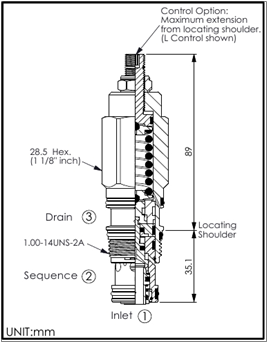 Control Option:
Maximum extension
from locating shoulder.
(L Control shown)
28.5 Hex.
(1 1/8" inch)
89
Drain 3
Locating
Shoulder
1.00-14UNS-2A
Sequence 2
35.1
Inlet 1
UNIT:mm